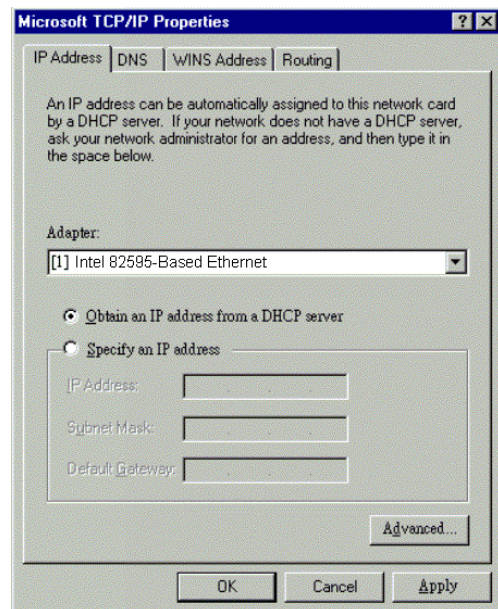 Microsoft TCP/IP Properties
IP Address DNS WINS Address Routing
An IP address can be automatically assigned to this network card
by a DHCP server. If your network does not have a DHCP server,
ask your network administrator for an address, and then type it in
the space below.
Adapter:
[1] Intel 82595-Based Ethernet
Obtain an IP address from a DHCP server
Specify an IP address
IP Address:
Subnet Mask:
Default Gateway:
Advanced...
OK Cancel Apply